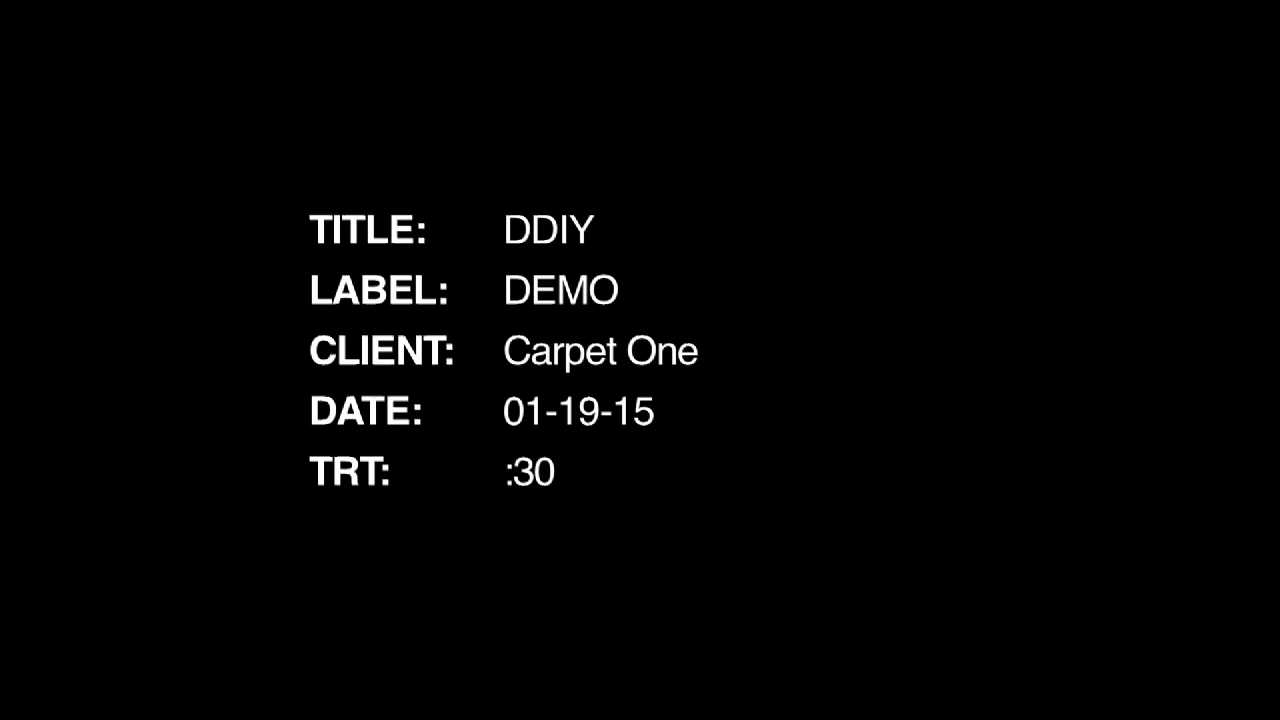 TITLE: DDIY
LABEL: DEMO
CLIENT: Carpet One
DATE: 01-19-15
TRT: :30